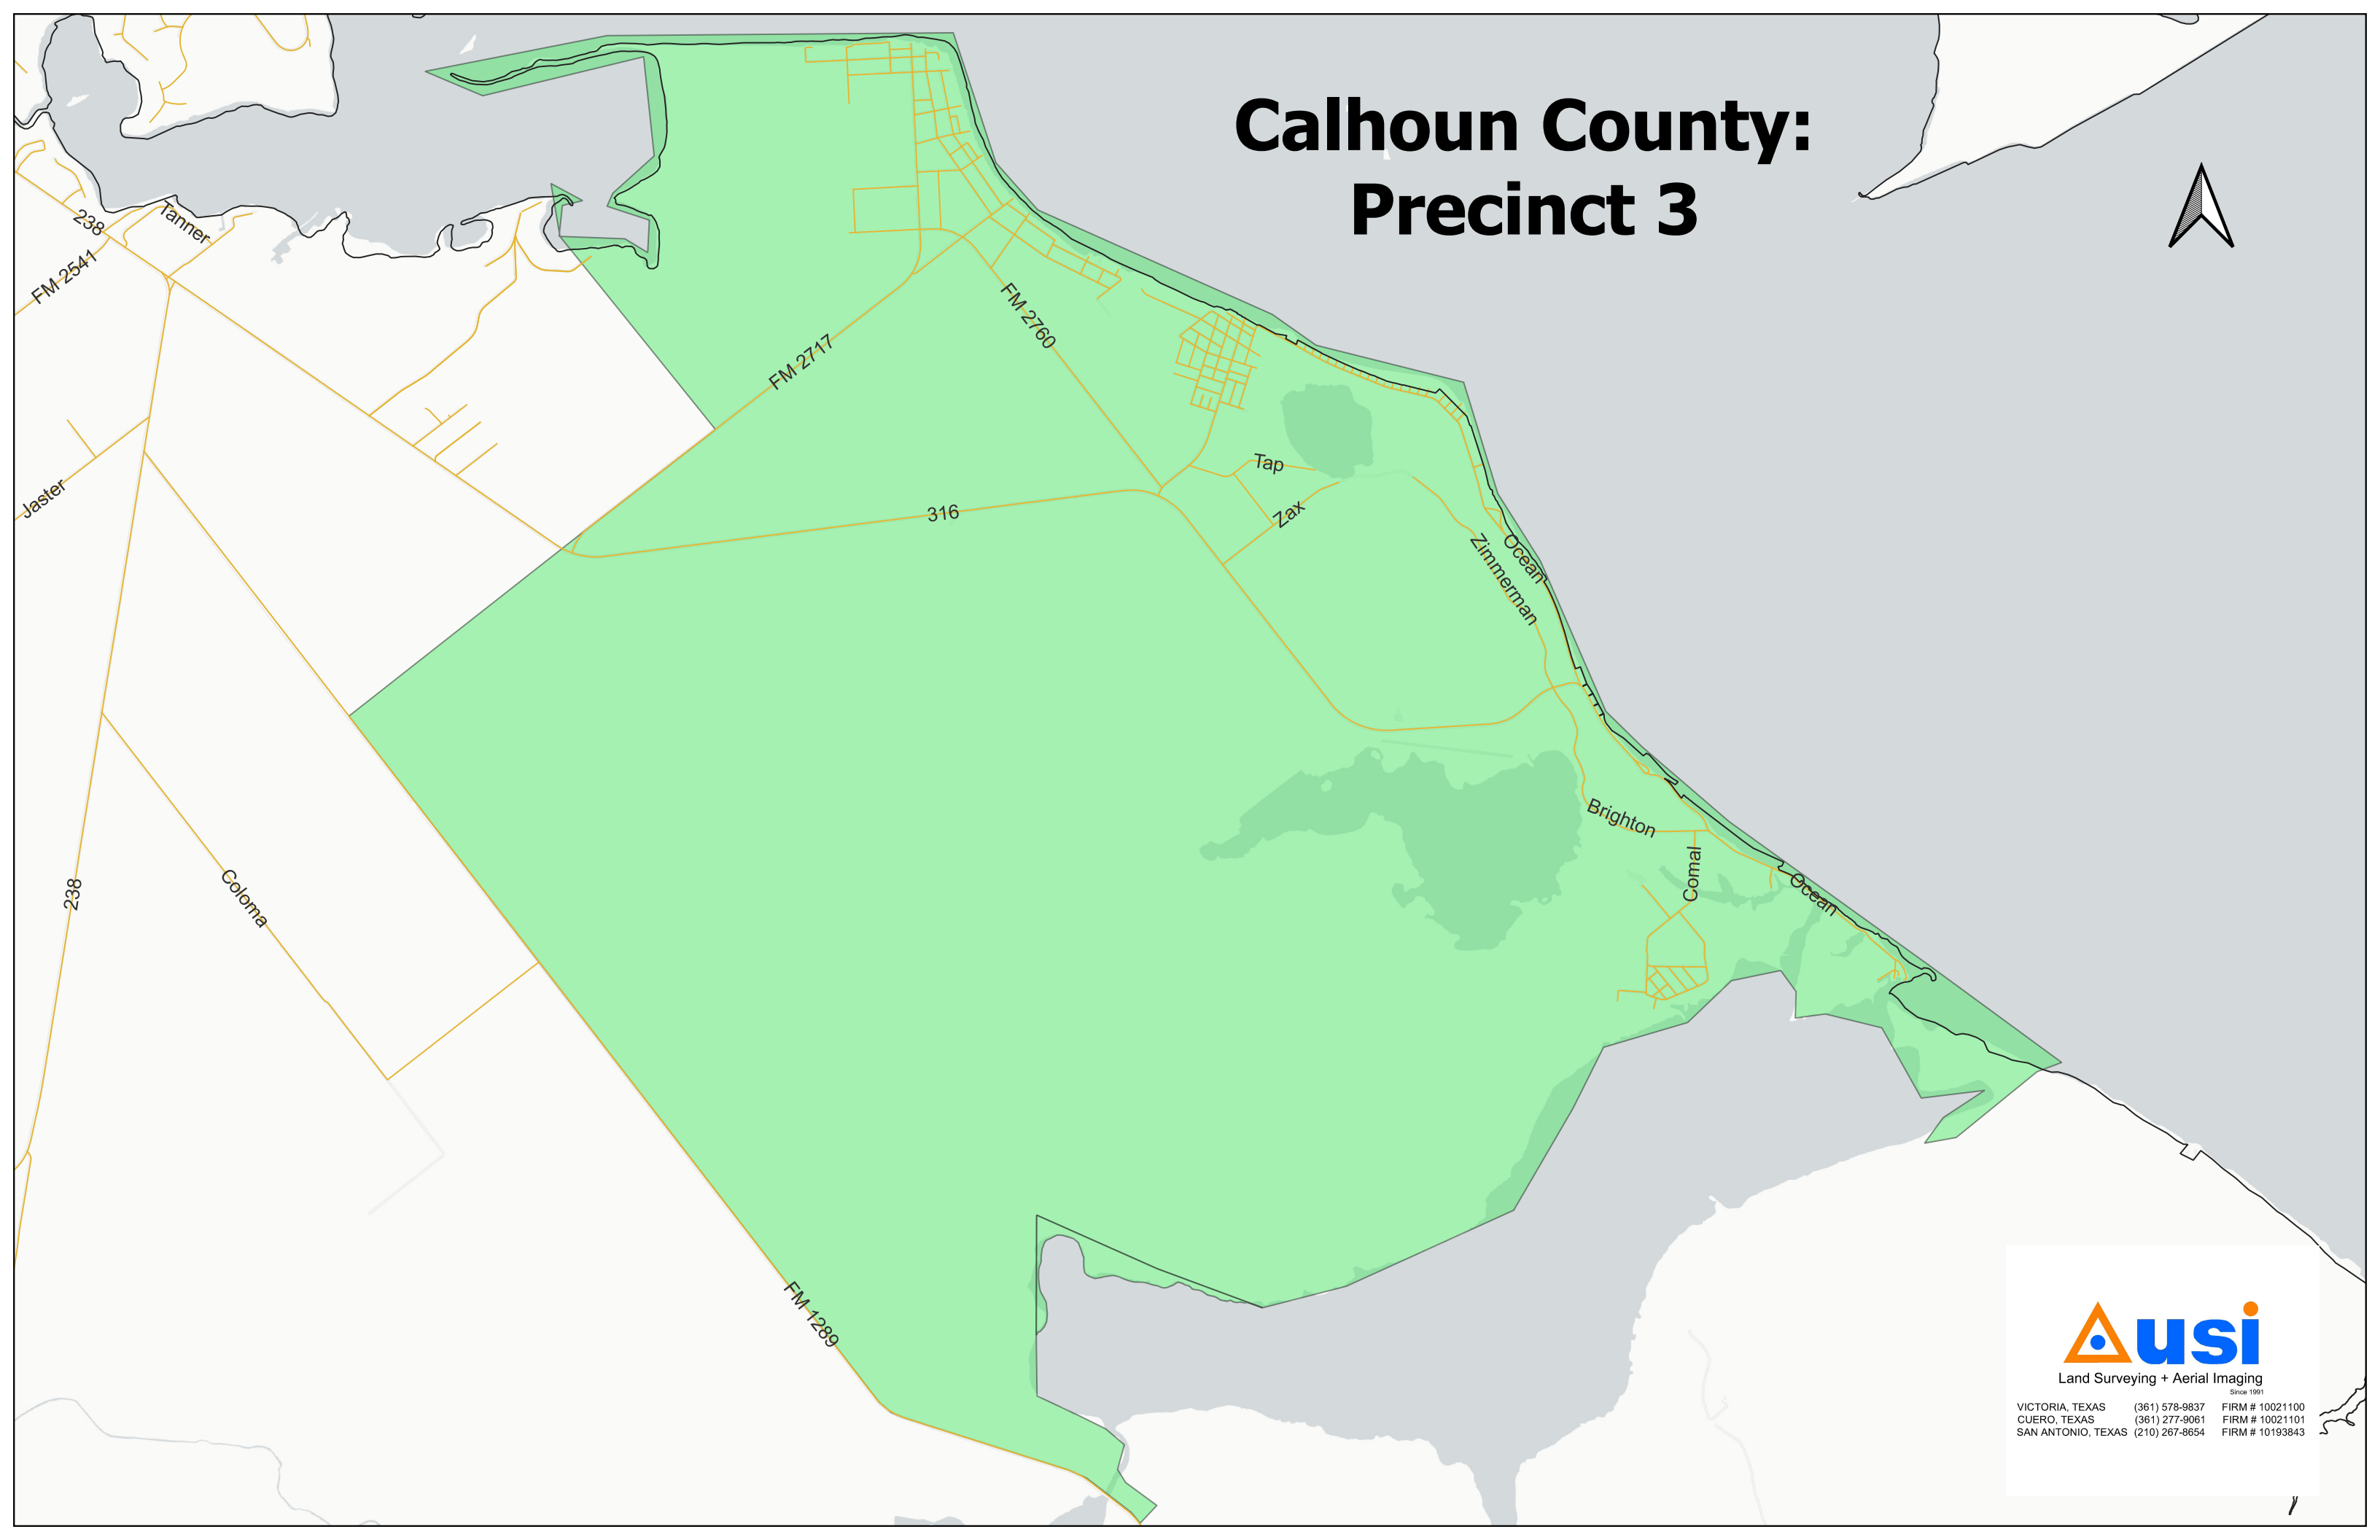 Calhoun County:
Precinct 3
238
Tanner
FM 2541
FM 2760
FM 2717
Tap
Jaster
Zax
316
Ocean
Zimmerman
Brighton
Comal
238
Coloma
Ocean
FM 1289
usi
Land Surveying + Aerial Imaging
Since 1991
VICTORIA, TEXAS (361) 578-9837 FIRM # 10021100
CUERO, TEXAS (361) 277-9061 FIRM # 10021101
SAN ANTONIO, TEXAS (210) 267-8654 FIRM # 10193843